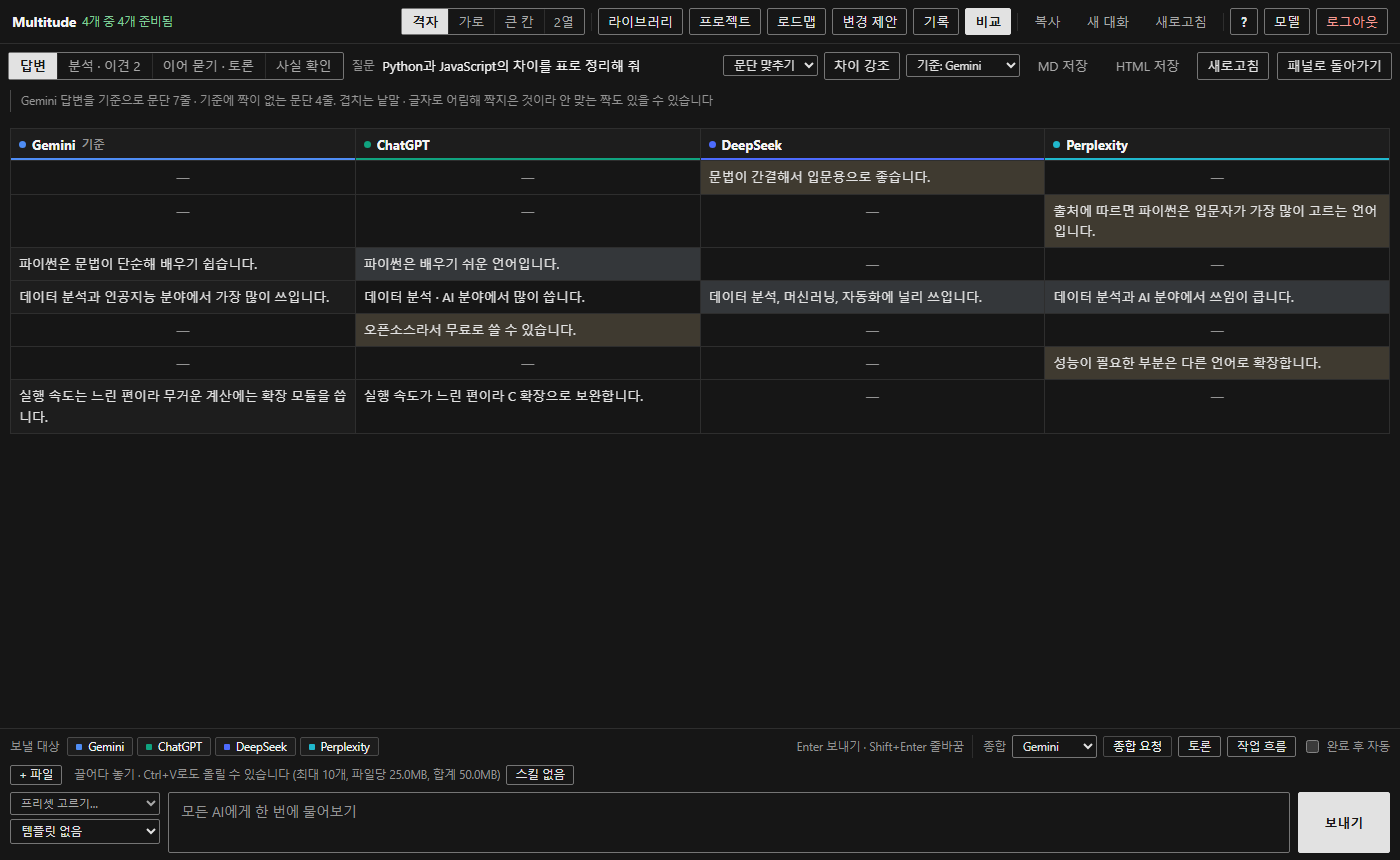 Multitude 4개 중 4개 준비됨 격자 가로 큰 칸 2열 라이브러리 프로젝트 로드맵 변경 제안 기록 비교 복사 새 대화 새로고침 ? 모델 로그아웃
답변 분석 · 이견 2 이어 묻기 · 토론 사실 확인 질문 Python과 JavaScript의 차이를 표로 정리해 줘 문단 맞추기 차이 강조 기준: Gemini MD 저장 HTML 저장 새로고침 패널로 돌아가기
Gemini 답변을 기준으로 문단 7줄 · 기준에 짝이 없는 문단 4줄. 겹치는 낱말 · 글자로 어림해 짝지은 것이라 안 맞는 짝도 있을 수 있습니다
Gemini 기준 ChatGPT DeepSeek Perplexity
— — 문법이 간결해서 입문용으로 좋습니다. —
— — — 출처에 따르면 파이썬은 입문자가 가장 많이 고르는 언어
입니다.
파이썬은 문법이 단순해 배우기 쉽습니다. 파이썬은 배우기 쉬운 언어입니다. — —
데이터 분석과 인공지능 분야에서 가장 많이 쓰입니다. 데이터 분석 · AI 분야에서 많이 씁니다. 데이터 분석, 머신러닝, 자동화에 널리 쓰입니다. 데이터 분석과 AI 분야에서 쓰임이 큽니다.
— 오픈소스라서 무료로 쓸 수 있습니다. — —
— — — 성능이 필요한 부분은 다른 언어로 확장합니다.
실행 속도는 느린 편이라 무거운 계산에는 확장 모듈을 씁 실행 속도가 느린 편이라 C 확장으로 보완합니다. — —
니다.
보낼 대상 Gemini ChatGPT DeepSeek Perplexity Enter 보내기 · Shift+Enter 줄바꿈 종합 Gemini 종합 요청 토론 작업 흐름 완료 후 자동
+ 파일 끌어다 놓기 · Ctrl+V로도 올릴 수 있습니다 (최대 10개, 파일당 25.0MB, 합계 50.0MB) 스킬 없음
프리셋 고르기... 모든 AI에게 한 번에 물어보기
템플릿 없음 보내기